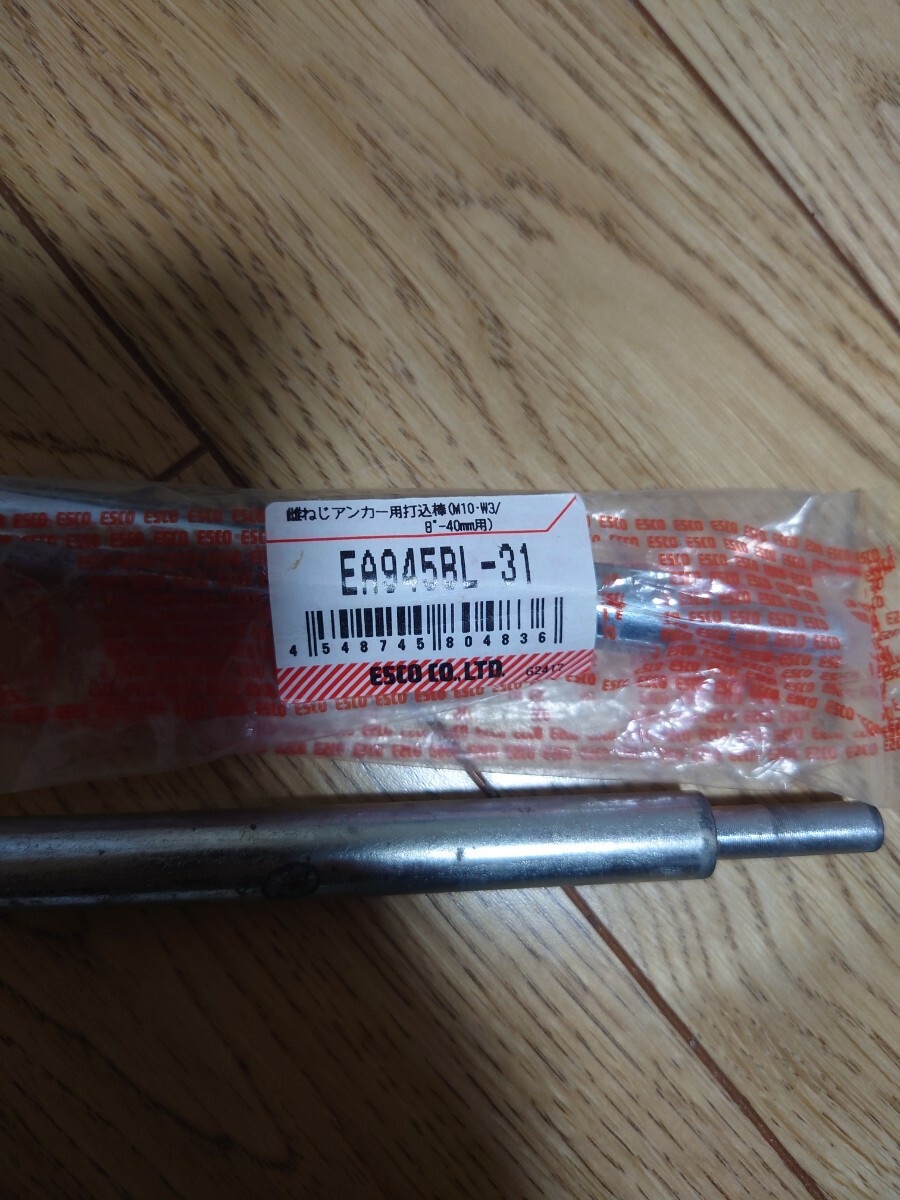 雌ねじアンカー用打込棒(M10･W3/
8"-40mm用)
EA945BL-31
4 548745 804836
ESCO CO.,LTD. 62417